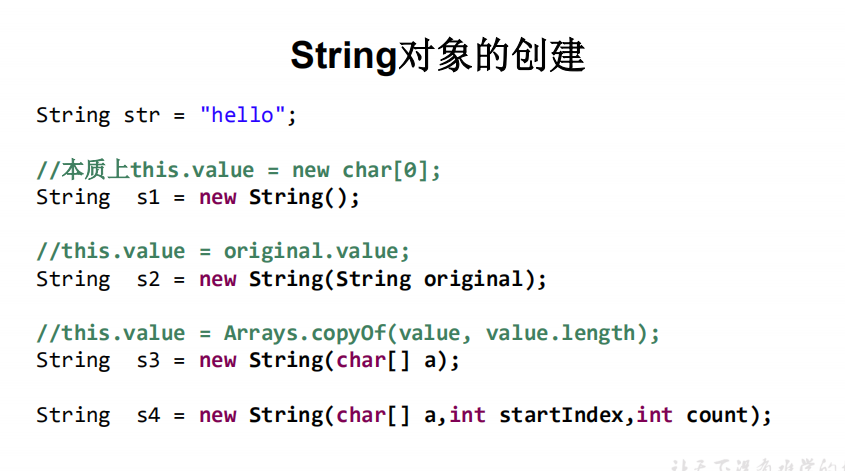 String对象的创建
String str = "hello";
//本质上this.value = new char[0];
String  s1 = new String();
//this.value = original.value;
String  s2 = new String(String original);
//this.value = Arrays.copyOf(value, value.length);
String  s3 = new String(char[] a);
String  s4 = new String(char[] a,int startIndex,int count);